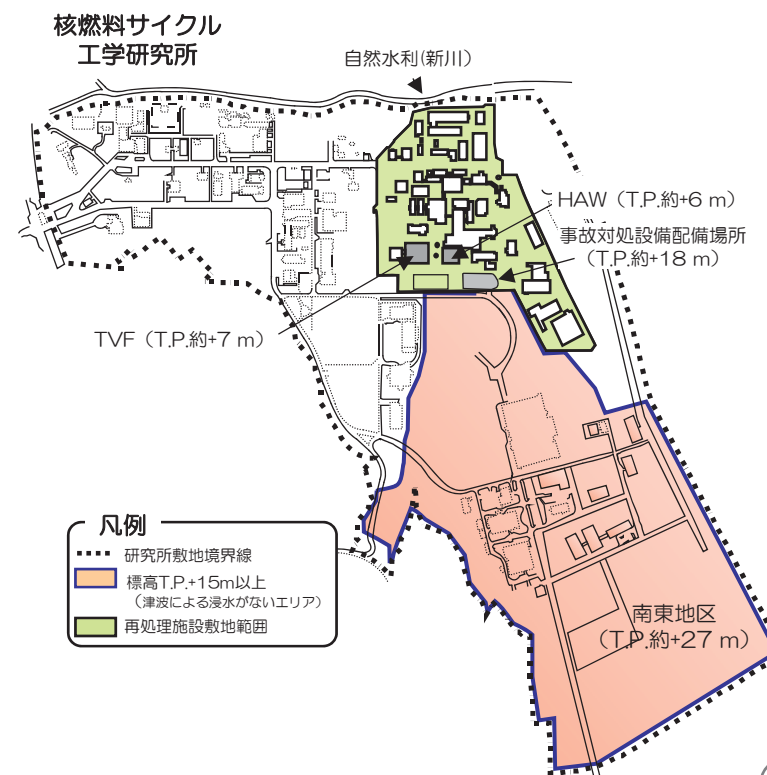 核燃料サイクル
工学研究所
自然水利(新川)
HAW（T.P.約+6 m）
事故対処設備配備場所
（T.P.約+18 m）
TVF（T.P.約+7 m）
凡例
研究所敷地境界線
標高T.P.+15m以上
（津波による浸水がないエリア）
再処理施設敷地範囲
南東地区
（T.P.約+27 m）